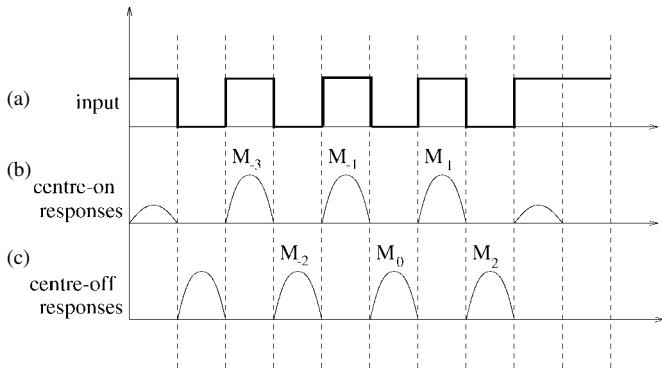 (a)
input
(b)
M-3 M-1 M1
centre-on
responses
(c)
M-2 M0 M2
centre-off
responses